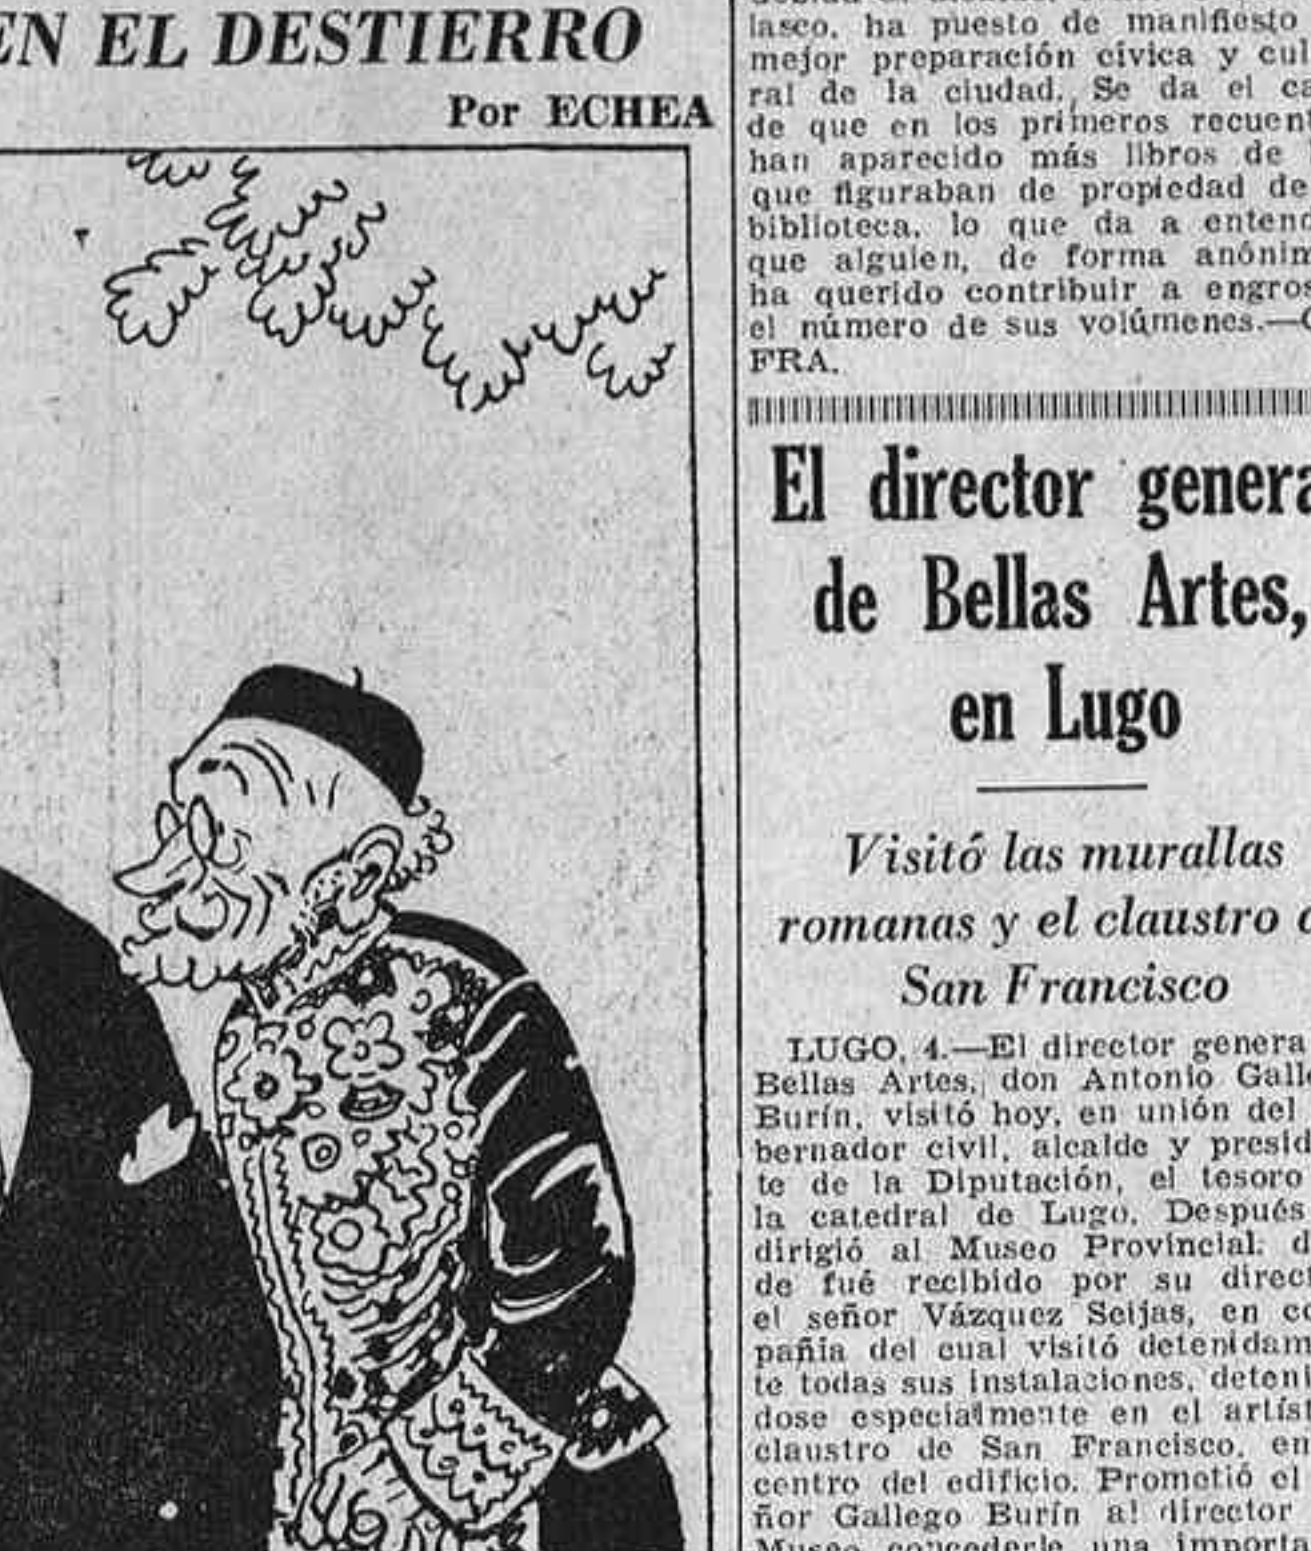 EN EL DESTIERRO
Por ECHEA
lasco, ha puesto de manifiesto
mejor preparación cívica y cul
ral de la ciudad. Se da el ca
de que en los primeros recuen
han aparecido más libros de
que figuraban de propiedad de
biblioteca, lo que da a entend
que alguien, de forma anónim
ha querido contribuir a engros
el número de sus volúmenes.—C
FRA.
El director genera
de Bellas Artes,
en Lugo
Visitó las murallas
romanas y el claustro d
San Francisco
LUGO, 4.—El director genera
Bellas Artes, don Antonio Galle
Burín, visitó hoy, en unión del
bernador civil, alcalde y presid
te de la Diputación, el tesoro
la catedral de Lugo. Después
dirigió al Museo Provincial, d
de fué recibido por su direct
el señor Vázquez Seijas, en co
pañia del cual visitó detenidam
te todas sus instalaciones, deteni
dose especialmente en el artís
claustro de San Francisco, en
centro del edificio. Prometió el
ñor Gallego Burín al director
Museo concederle una importa